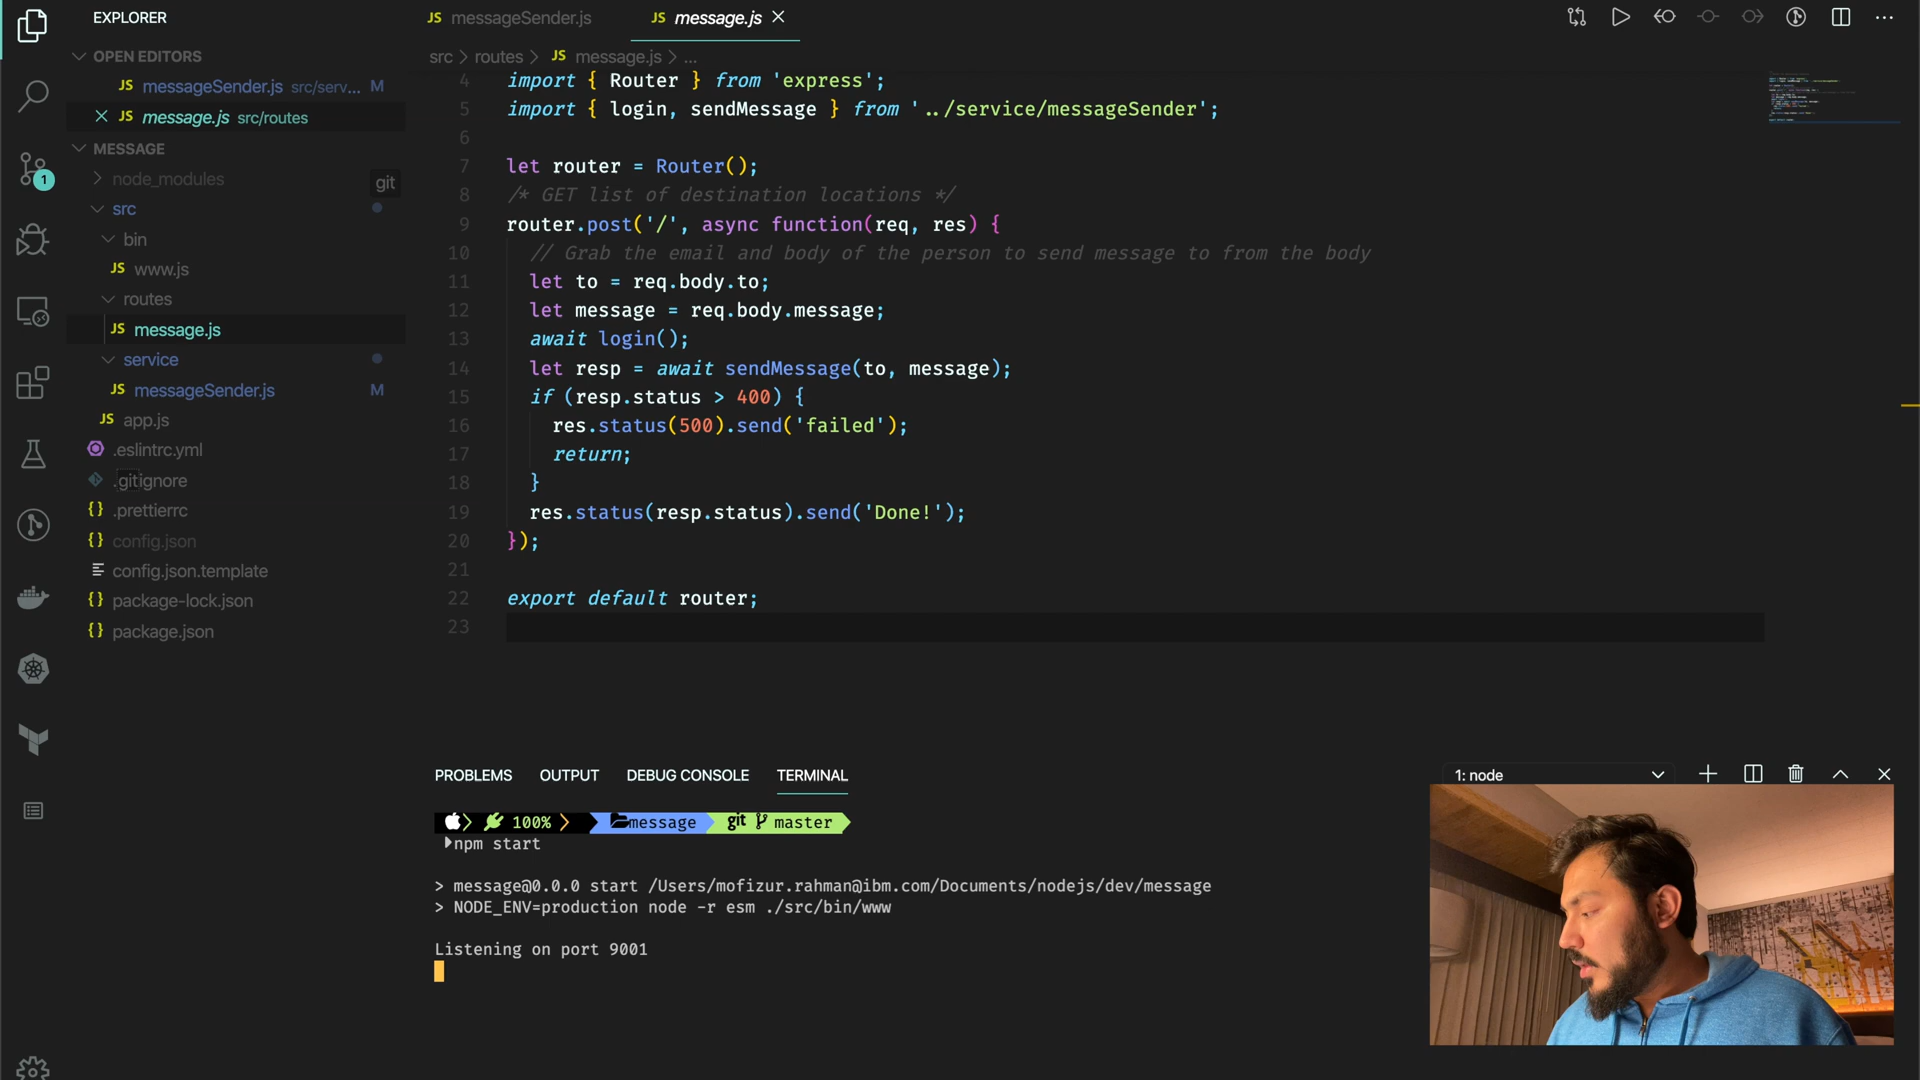 EXPLORER
OPEN EDITORS
JS messageSender.js src/serv... M
JS message.js src/routes
MESSAGE
node_modules
git
src
bin
JS www.js
routes
JS message.js
service
JS messageSender.js M
JS app.js
.eslintrc.yml
.gitignore
{} .prettierrc
{} config.json
config.json.template
{} package-lock.json
{} package.json
1
JS messageSender.js
JS message.js
src > routes > JS message.js > ...
4 import { Router } from 'express';
5 import { login, sendMessage } from '../service/messageSender';
6
7 let router = Router();
8 /* GET list of destination locations */
9 router.post('/', async function(req, res) {
10 // Grab the email and body of the person to send message to from the body
11 let to = req.body.to;
12 let message = req.body.message;
13 await login();
14 let resp = await sendMessage(to, message);
15 if (resp.status > 400) {
16 res.status(500).send('failed');
17 return;
18 }
19 res.status(resp.status).send('Done!');
20 });
21
22 export default router;
23
PROBLEMS OUTPUT DEBUG CONSOLE TERMINAL
1: node
100% message git master
npm start
> message@0.0.0 start /Users/mofizur.rahman@ibm.com/Documents/nodejs/dev/message
> NODE_ENV=production node -r esm ./src/bin/www
Listening on port 9001